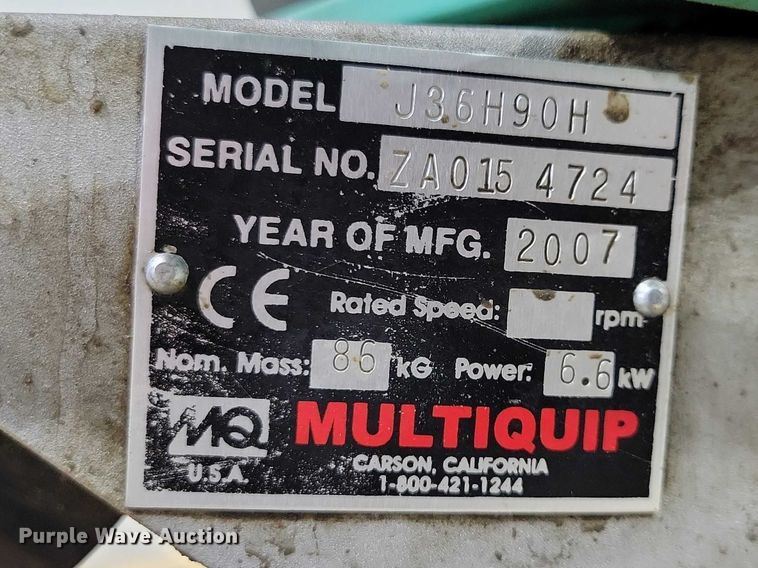 MODEL J36H90H
SERIAL NO. ZA015 4724
YEAR OF MFG. 2007
CE Rated Speed: rpm
Nom. Mass: 86 kG Power: 6.6 kW
MQ MULTIQUIP
U.S.A. CARSON, CALIFORNIA
1-800-421-1244
Purple Wave Auction